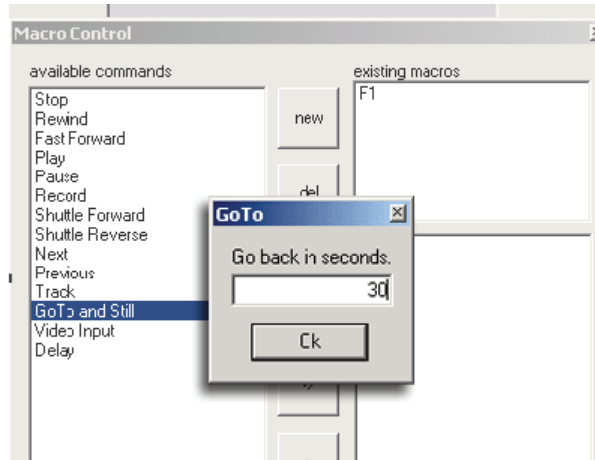 Macro Control
available commands
existing macros
Stop
Rewind
Fast Forward
Play
Pause
Record
Shuttle Forward
Shuttle Reverse
Next
Previous
Track
GoTo and Still
Video Input
Delay
new
del
F1
GoTo
Go back in seconds.
30
Ok